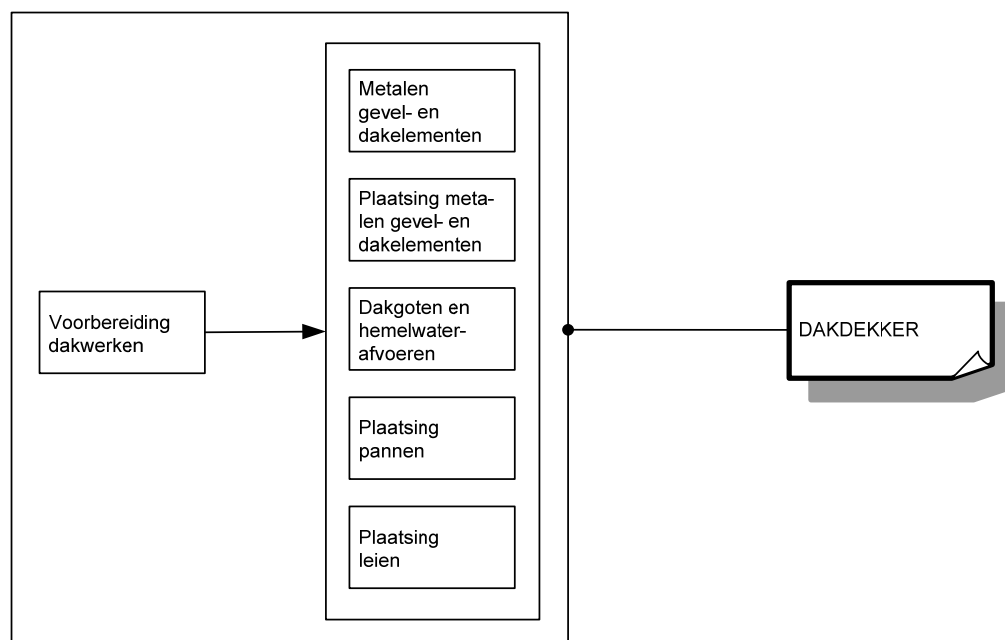 Metalen
gevel- en
dakelementen
Plaatsing meta-
len gevel- en
dakelementen
Voorbereiding
dakwerken
Dakgoten en
hemelwater-
afvoeren
DAKDEKKER
Plaatsing
pannen
Plaatsing
leien